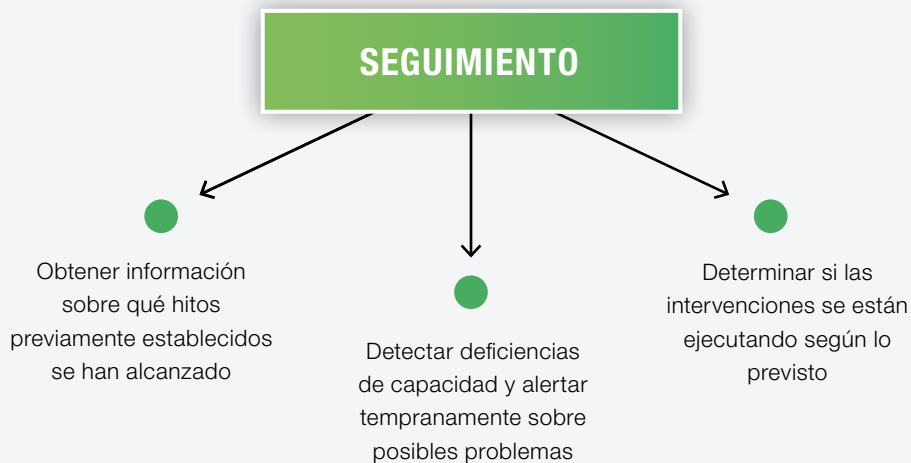 SEGUIMIENTO
Obtener información
sobre qué hitos
previamente establecidos
se han alcanzado
Detectar deficiencias
de capacidad y alertar
tempranamente sobre
posibles problemas
Determinar si las
intervenciones se están
ejecutando según lo
previsto